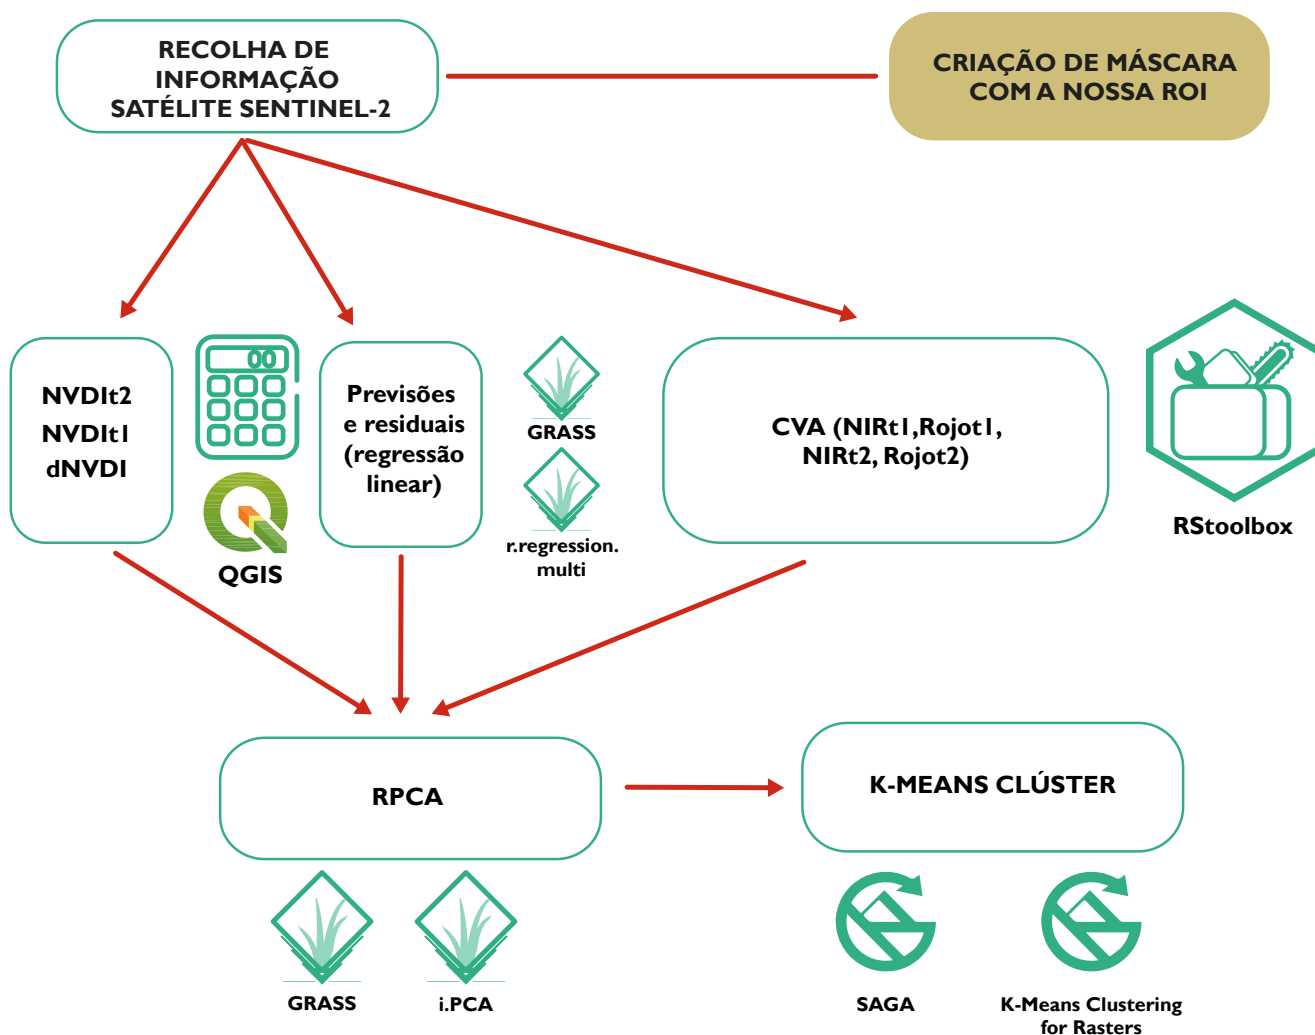 RECOLHA DE
INFORMAÇÃO
SATÉLITE SENTINEL-2
CRIAÇÃO DE MÁSCARA
COM A NOSSA ROI
NVDIt2
NVDIt1
dNVDI
00
QGIS
Previsões
e residuais
(regressão
linear)
GRASS
r.regression.
multi
CVA (NIRt1,Rojot1,
NIRt2, Rojot2)
RStoolbox
RPCA
K-MEANS CLÚSTER
GRASS
i.PCA
SAGA
K-Means Clustering
for Rasters